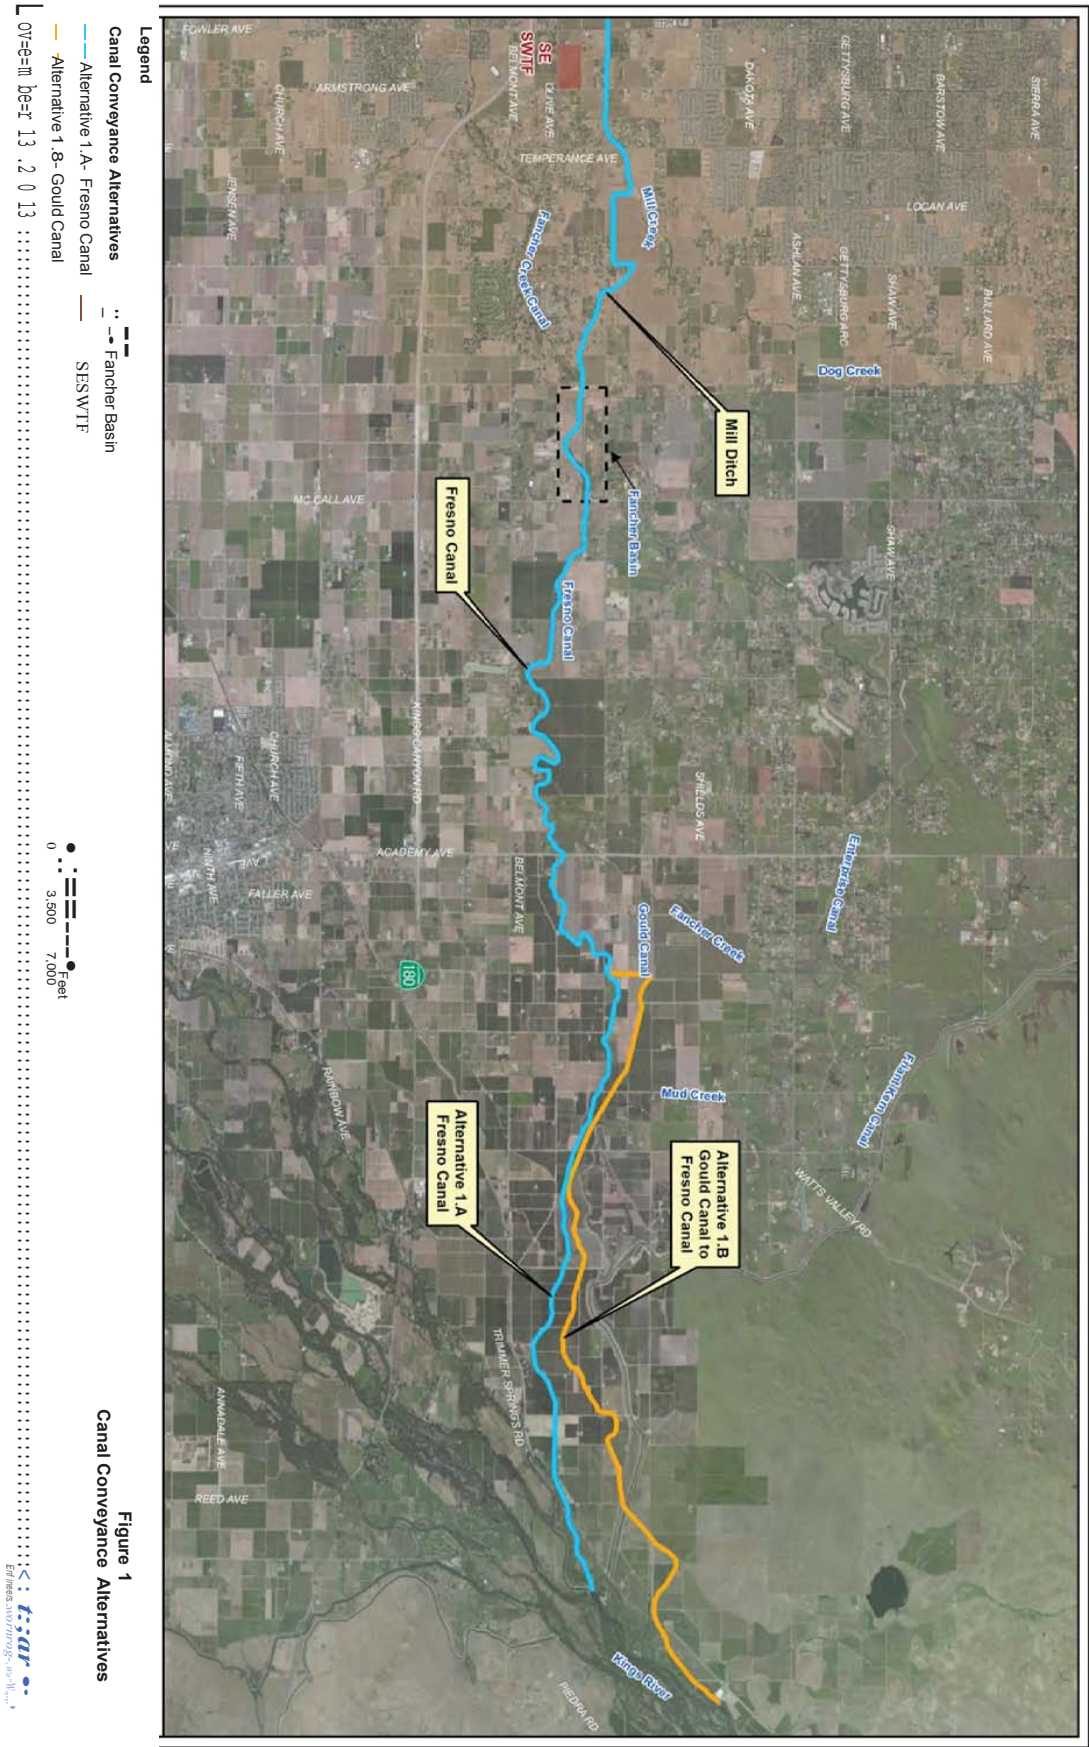 SIERRA AVE
BARSTOW AVE
GETTYSBURG AVE
DAKOTA AVE
SE
SWTF
OLIVE AVE
BELMONT AVE
ARMSTRONG AVE
CHURCH AVE
FOWLER AVE
TEMPERANCE AVE
LOCAN AVE
JENSEN AVE
Mill Creek
Fancher Creek Canal
ASHLAN AVE
GETTYSBURG ARC
SHAW AVE
BULLARD AVE
Dog Creek
Mill Ditch
Fancher Basin
MC CALL AVE
SHAW AVE
Fresno Canal
Fresno Canal
KINGS CANYON RD
CHURCH AVE
FIFTH AVE
NINTH AVE
FALLER AVE
ACADEMY AVE
BELMONT AVE
SHIELDS AVE
Enterprise Canal
Fancher Creek
Gould Canal
180
RAINBOW AVE
Mud Creek
Friant Kern Canal
WATTS VALLEY RD
Alternative 1.B
Gould Canal to
Fresno Canal
Alternative 1.A
Fresno Canal
TRIMMER SPRINGS RD
ANNADALE AVE
REED AVE
Kings River
PIEDRA RD
Legend
Canal Conveyance Alternatives
Alternative 1.A- Fresno Canal
Alternative 1.8- Gould Canal
Fancher Basin
SESWTF
Feet
0 3,500 7,000
Figure 1
Canal Conveyance Alternatives
ov=e=m be=r 13 .2 0 13